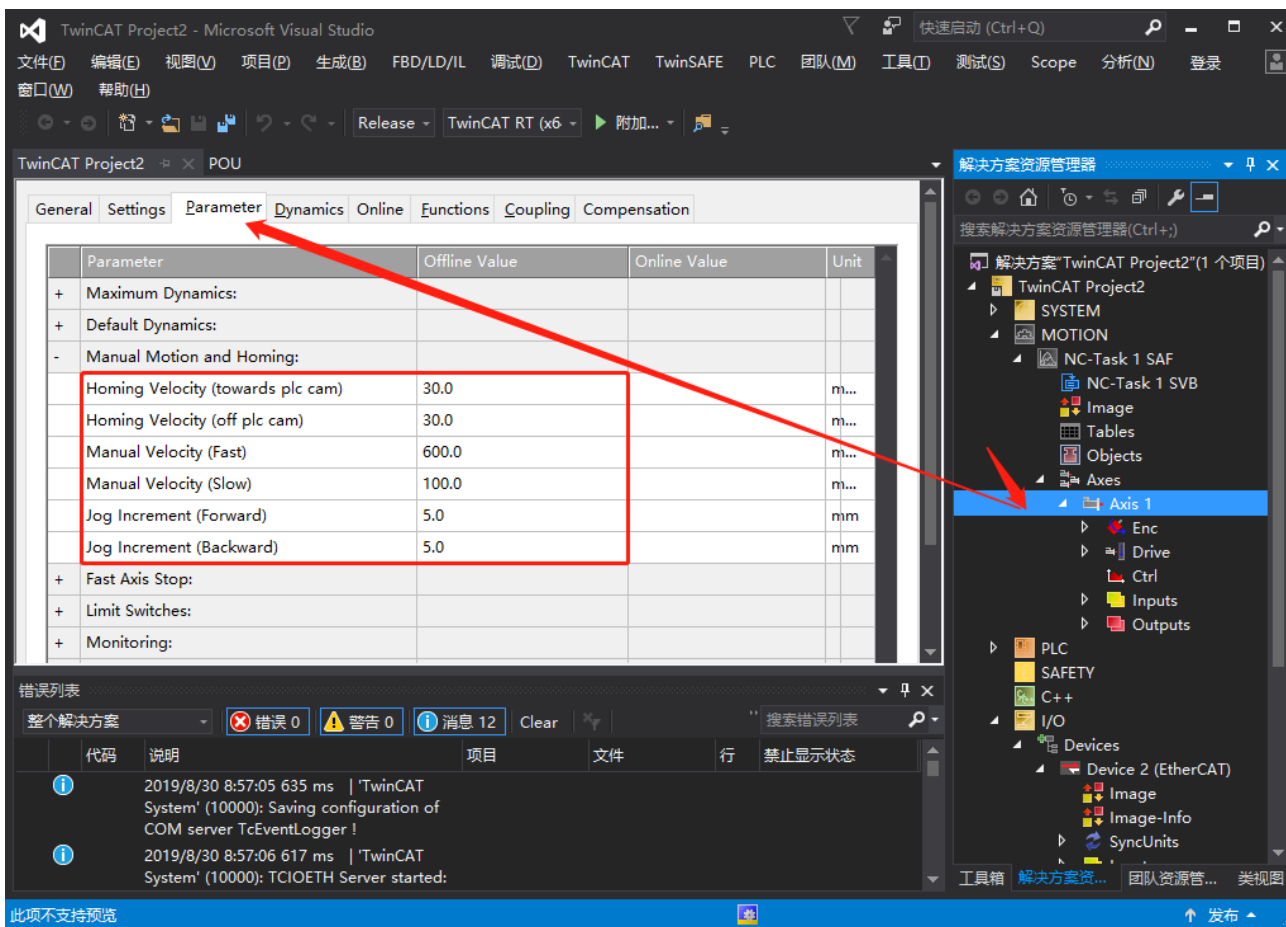 TwinCAT Project2 - Microsoft Visual Studio
快速启动 (Ctrl+Q)
文件(F) 编辑(E) 视图(V) 项目(P) 生成(B) FBD/LD/IL 调试(D) TwinCAT TwinSAFE PLC 团队(M) 工具(T) 测试(S) Scope 分析(N) 登录
窗口(W) 帮助(H)
Release TwinCAT RT (x6 附加...
TwinCAT Project2 POU
General Settings Parameter Dynamics Online Functions Coupling Compensation
Parameter Offline Value Online Value Unit
+ Maximum Dynamics:
+ Default Dynamics:
- Manual Motion and Homing:
Homing Velocity (towards plc cam) 30.0 m...
Homing Velocity (off plc cam) 30.0 m...
Manual Velocity (Fast) 600.0 m...
Manual Velocity (Slow) 100.0 m...
Jog Increment (Forward) 5.0 mm
Jog Increment (Backward) 5.0 mm
+ Fast Axis Stop:
+ Limit Switches:
+ Monitoring:
错误列表
整个解决方案 错误 0 警告 0 消息 12 Clear 搜索错误列表
代码 说明 项目 文件 行 禁止显示状态
2019/8/30 8:57:05 635 ms | 'TwinCAT
System' (10000): Saving configuration of
COM server TcEventLogger !
2019/8/30 8:57:06 617 ms | 'TwinCAT
System' (10000): TCIOETH Server started:
解决方案资源管理器
搜索解决方案资源管理器(Ctrl+;)
解决方案"TwinCAT Project2"(1 个项目)
TwinCAT Project2
SYSTEM
MOTION
NC-Task 1 SAF
NC-Task 1 SVB
Image
Tables
Objects
Axes
Axis 1
Enc
Drive
Ctrl
Inputs
Outputs
PLC
SAFETY
C++
I/O
Devices
Device 2 (EtherCAT)
Image
Image-Info
SyncUnits
工具箱 解决方案资... 团队资源管... 类视图
此项不支持预览
发布